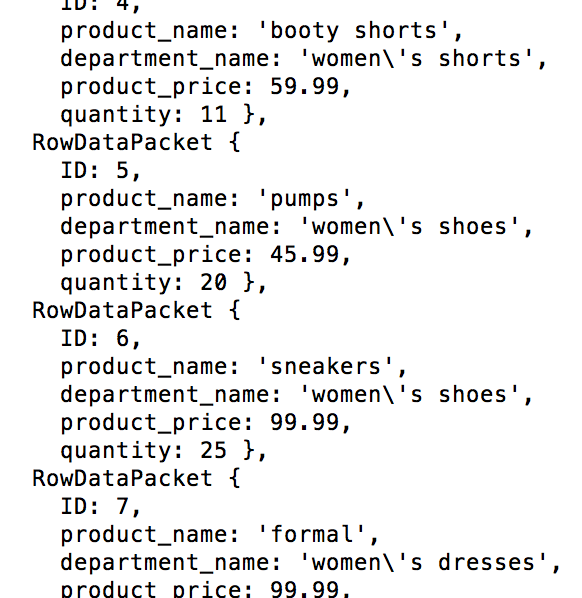 ID: 4,
product_name: 'booty shorts',
department_name: 'women\'s shorts',
product_price: 59.99,
quantity: 11 },
RowDataPacket {
ID: 5,
product_name: 'pumps',
department_name: 'women\'s shoes',
product_price: 45.99,
quantity: 20 },
RowDataPacket {
ID: 6,
product_name: 'sneakers',
department_name: 'women\'s shoes',
product_price: 99.99,
quantity: 25 },
RowDataPacket {
ID: 7,
product_name: 'formal',
department_name: 'women\'s dresses',
product_price: 99.99,